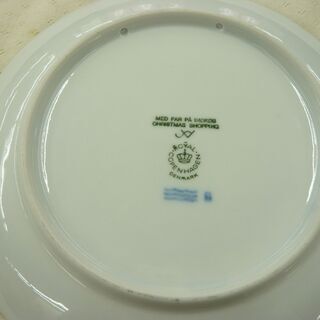 MED FAR PÅ INDKØB
CHRISTMAS SHOPPING
ROYAL
COPENHAGEN
DENMARK